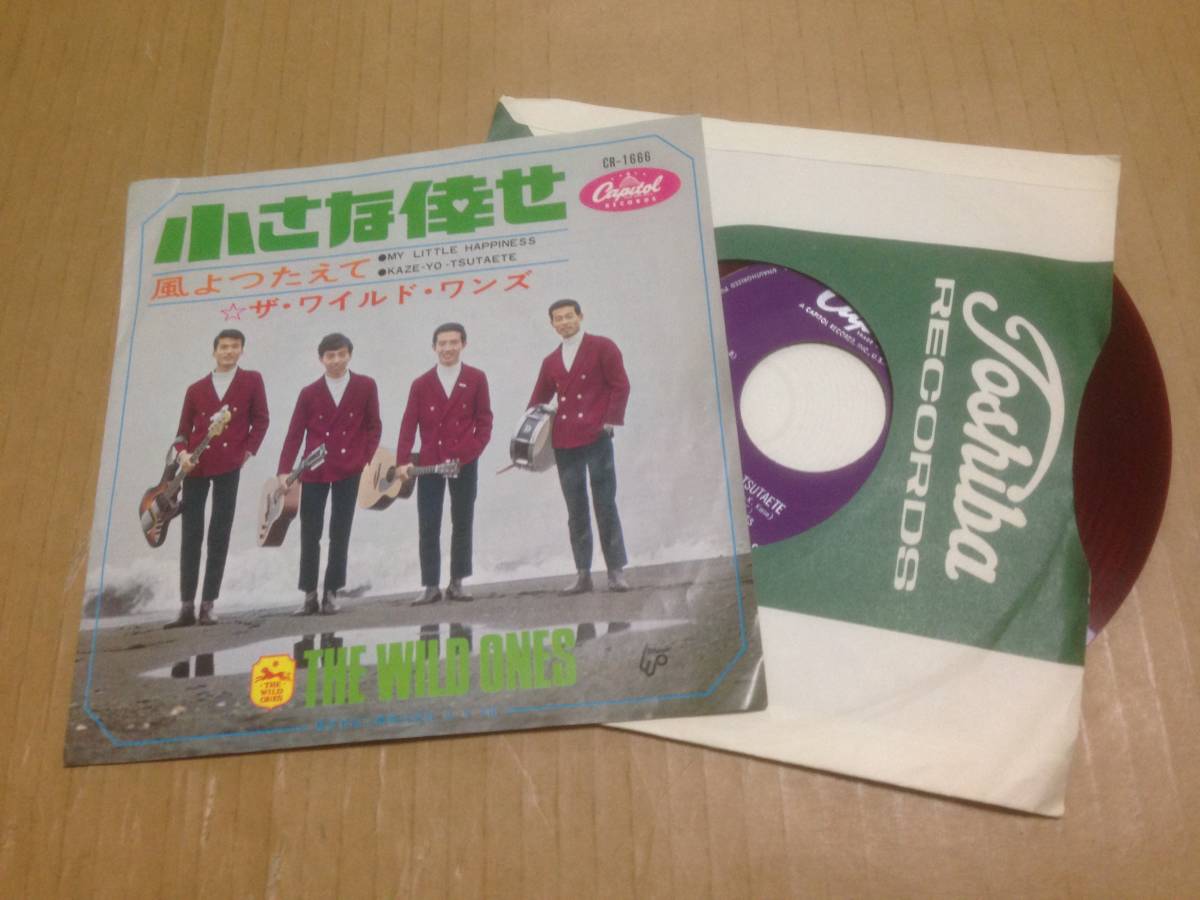 CR-1666
Capitol
RECORDS
小さな倖せ
風よつたえて
●MY LITTLE HAPPINESS
●KAZE-YO-TSUTAETE
☆ザ・ワイルド・ワンズ
THE
WILD
ONES
THE WILD ONES
Toshiba
RECORDS
A CAPITOL RECORDS, INC., U.S.
TSUTAETE